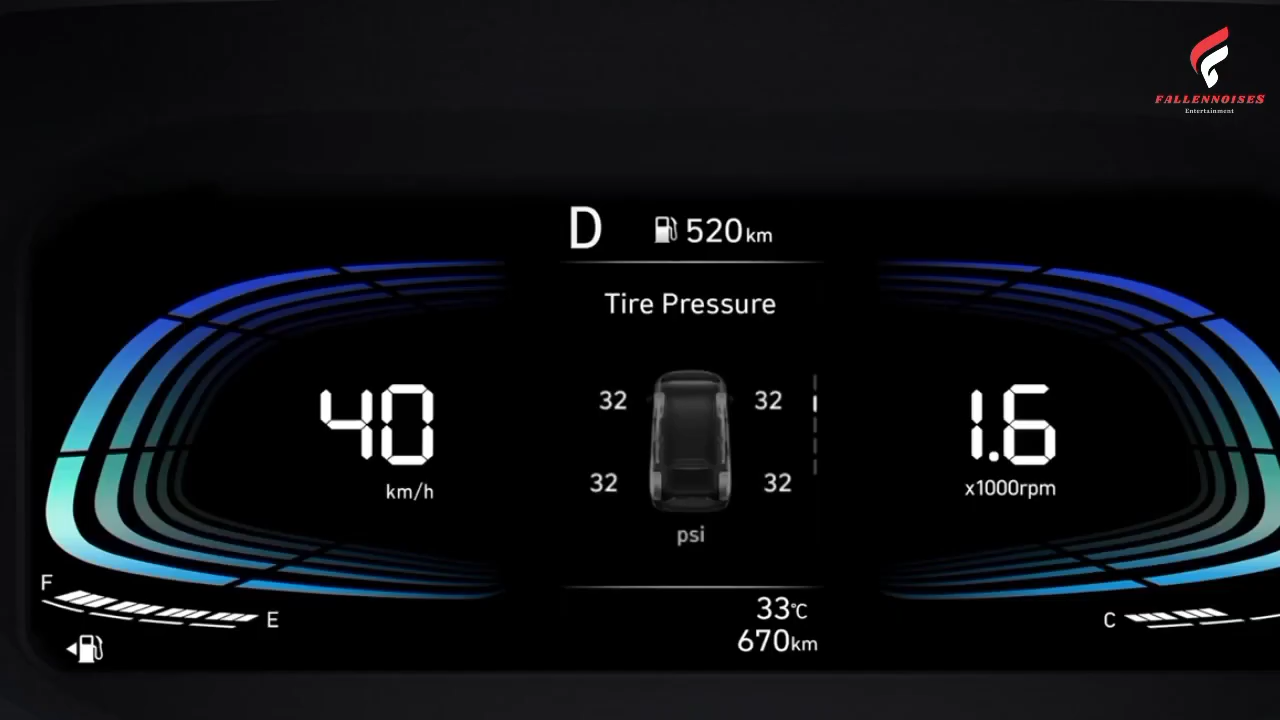 FALLENNOISES
Entertainment
D 520km
Tire Pressure
32 32
40 1.6
km/h x1000rpm
32 32
psi
F
E
C
33°C
670km